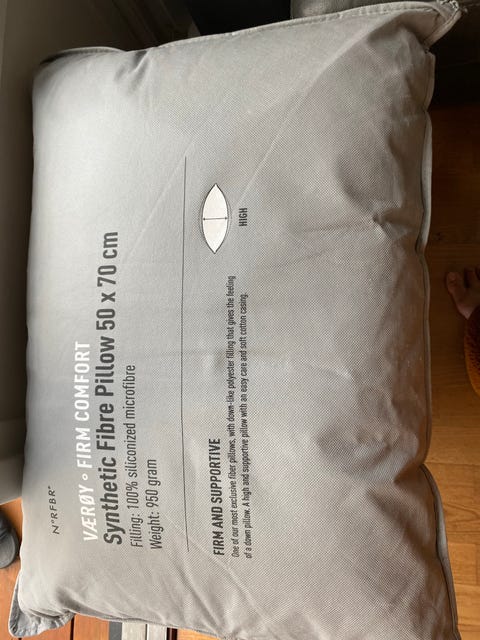 N°RFBR°
VÆRØY ∘ FIRM COMFORT
Synthetic Fibre Pillow 50 x 70 cm
Filling: 100% siliconized microfibre
Weight: 950 gram
HIGH
FIRM AND SUPPORTIVE
One of our most exclusive fiber pillows, with down-like polyester filling that gives the feeling
of a down pillow. A high and supportive pillow with an easy care and soft cotton casing.